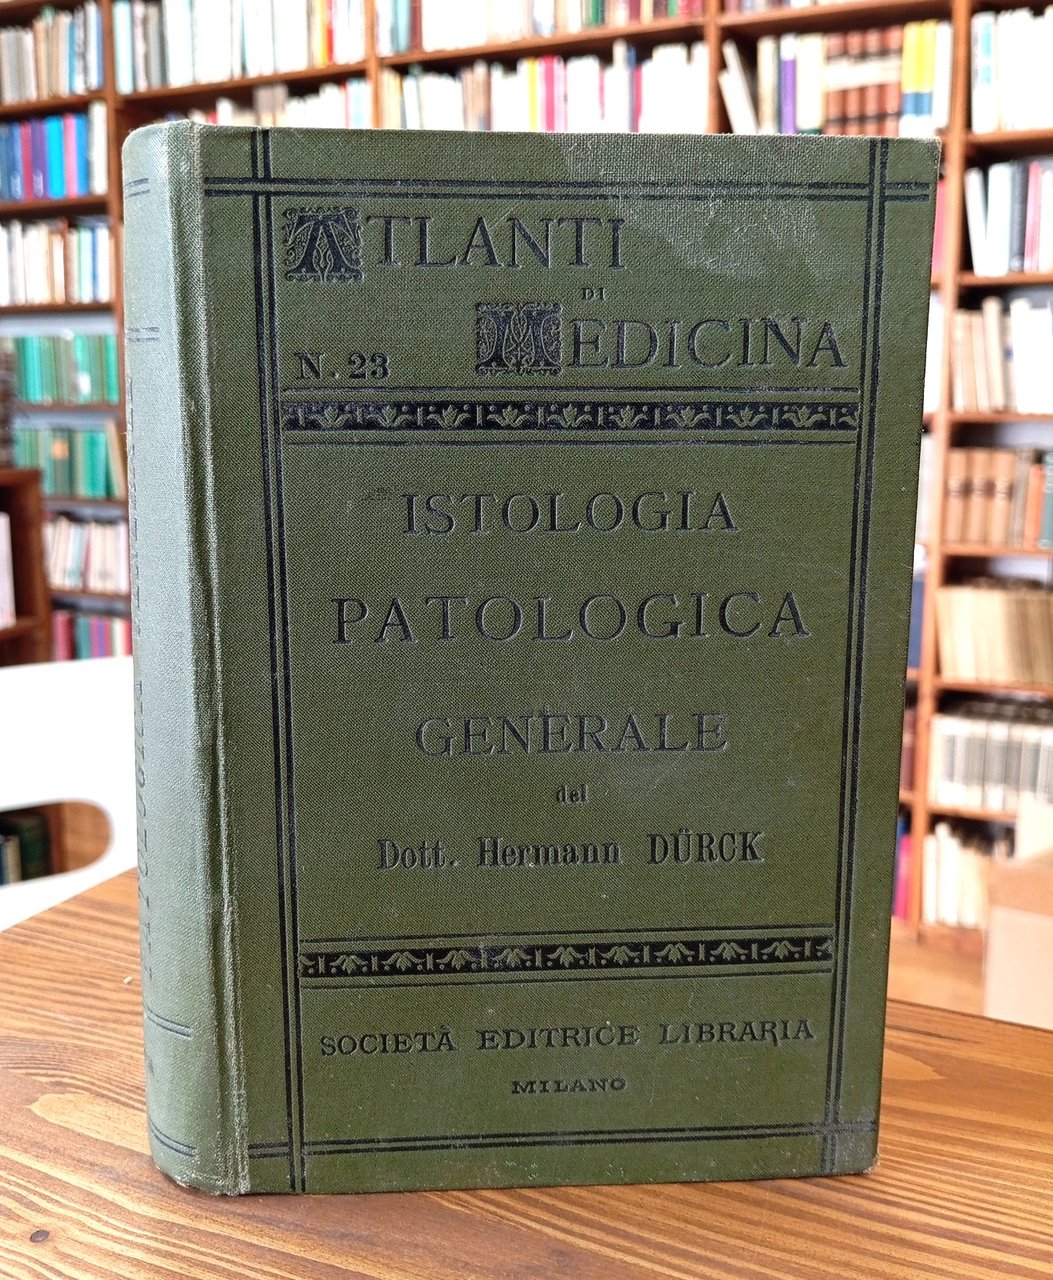 ATLANTI
DI
MEDICINA
N. 23
ISTOLOGIA
PATOLOGICA
GENERALE
del
Dott. Hermann DÜRCK
SOCIETÀ EDITRICE LIBRARIA
MILANO